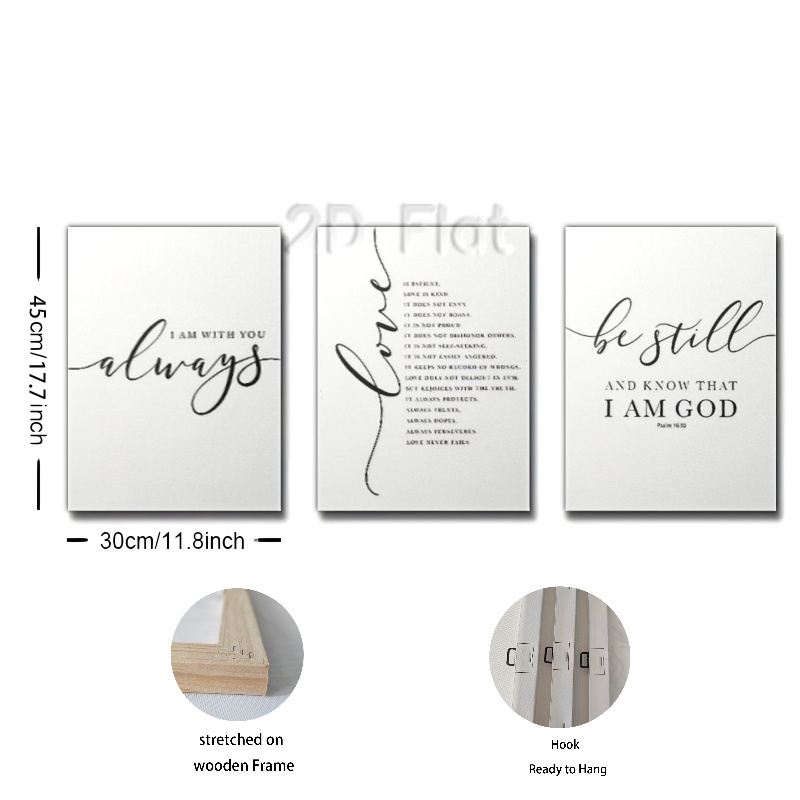 2D Flat
45cm/17.7inch
I AM WITH YOU
always
love
IS PATIENT,
LOVE IS KIND
IT DOES NOT ENVY.
IT DOES NOT BOAST.
IT IS NOT PROUD
IT DOES NOT DISHONOR OTHERS.
IT IS NOT SELF-SEEKING.
IT IS NOT EASILY ANGERED,
IT KEEPS NO RECORD OF WRONGS.
LOVE DOES NOT DELIGHT IN EVIL
BUT REJOICES WITH THE TRUTH.
IT ALWAYS PROTECTS.
ALWAYS TRUSTS,
ALWAYS HOPES.
ALWAYS PERSEVERES.
LOVE NEVER FAILS
be still
AND KNOW THAT
I AM GOD
Psalm
30cm/11.8inch
stretched on
wooden Frame
Hook
Ready to Hang